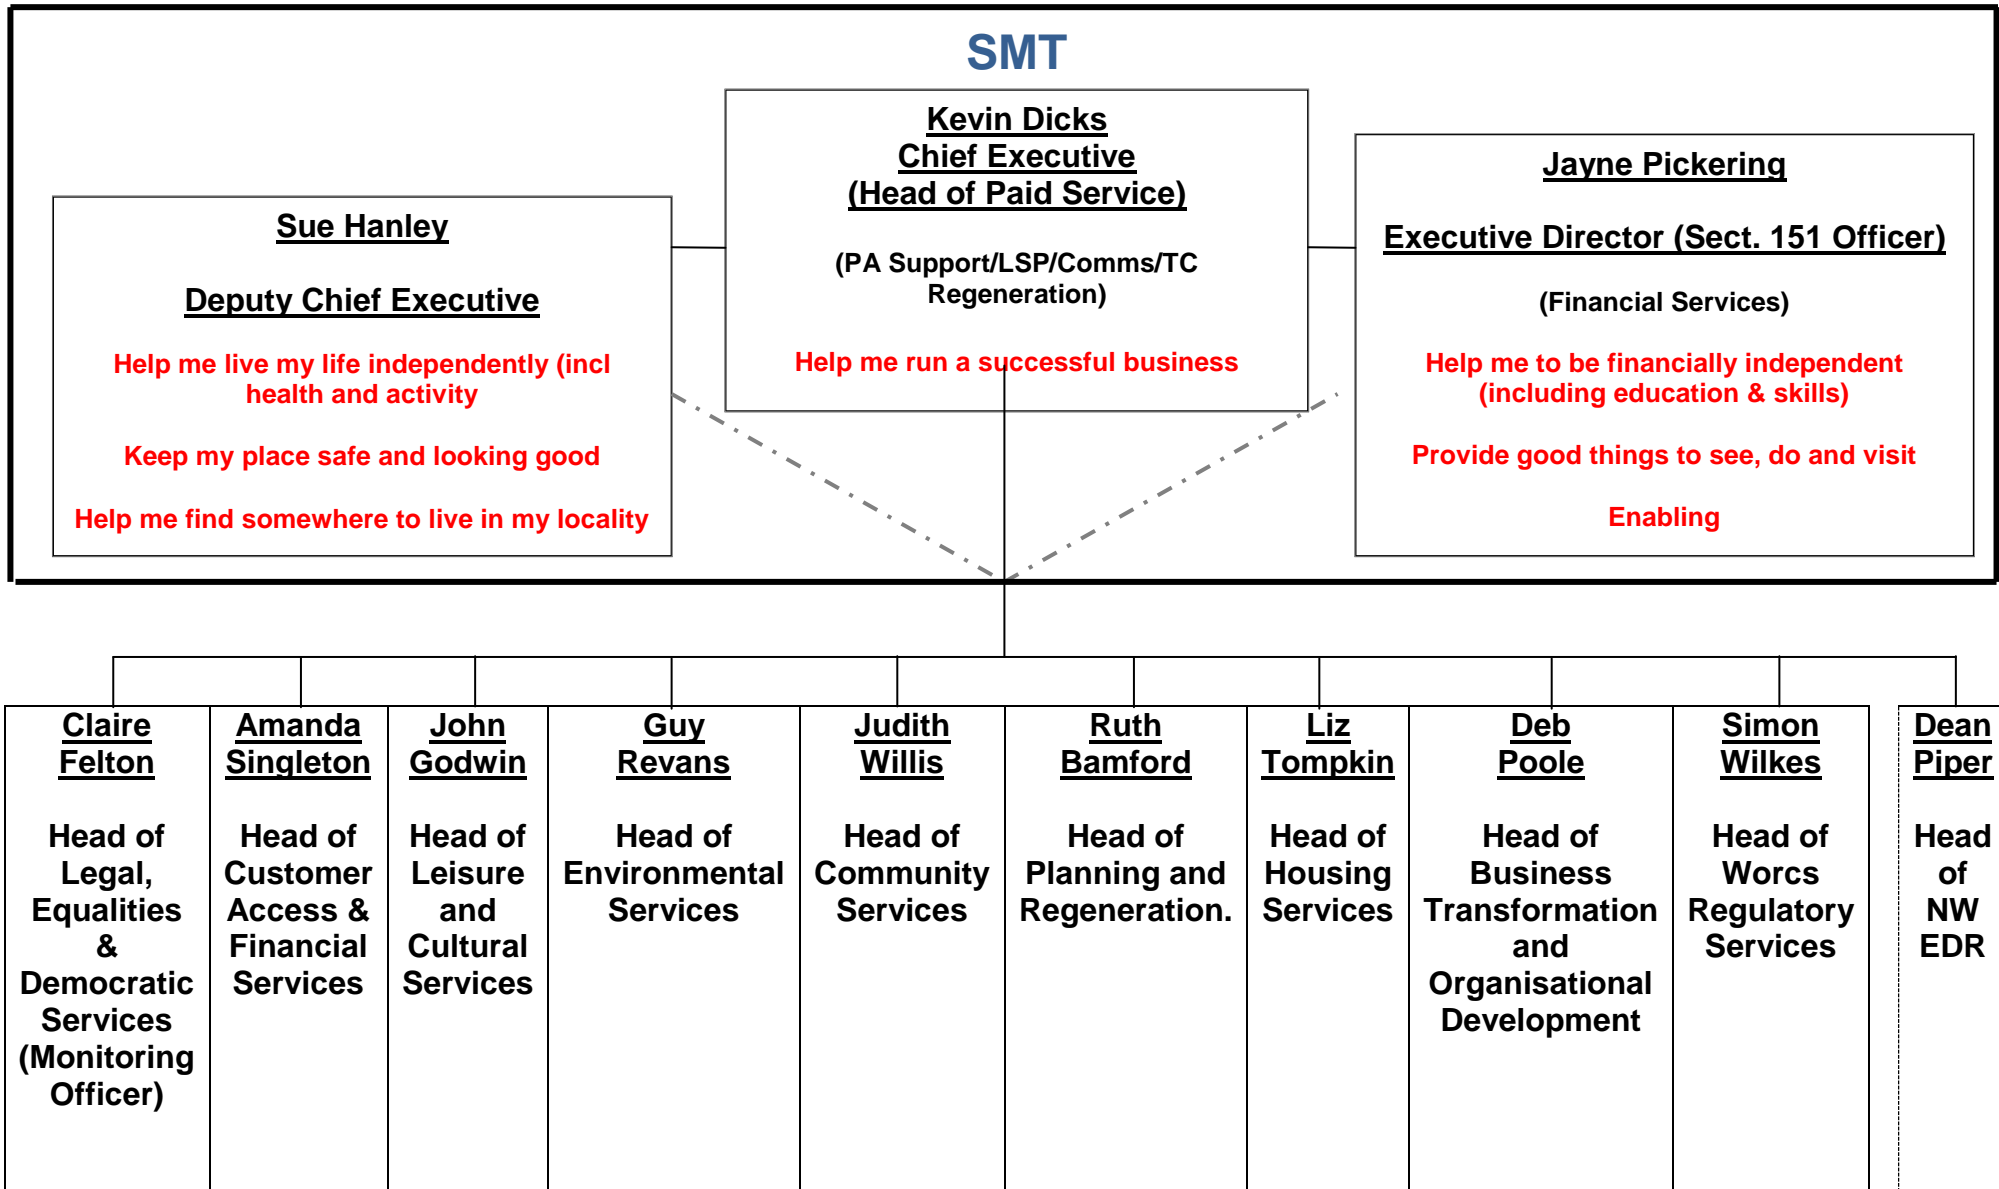 SMT
Kevin Dicks
Chief Executive
(Head of Paid Service)
(PA Support/LSP/Comms/TC
Regeneration)
Help me run a successful business
Sue Hanley
Deputy Chief Executive
Help me live my life independently (incl
health and activity
Keep my place safe and looking good
Help me find somewhere to live in my locality
Jayne Pickering
Executive Director (Sect. 151 Officer)
(Financial Services)
Help me to be financially independent
(including education & skills)
Provide good things to see, do and visit
Enabling
Claire
Felton
Head of
Legal,
Equalities
&
Democratic
Services
(Monitoring
Officer)
Amanda
Singleton
Head of
Customer
Access &
Financial
Services
John
Godwin
Head of
Leisure
and
Cultural
Services
Guy
Revans
Head of
Environmental
Services
Judith
Willis
Head of
Community
Services
Ruth
Bamford
Head of
Planning and
Regeneration.
Liz
Tompkin
Head of
Housing
Services
Deb
Poole
Head of
Business
Transformation
and
Organisational
Development
Simon
Wilkes
Head of
Worcs
Regulatory
Services
Dean
Piper
Head
of
NW
EDR